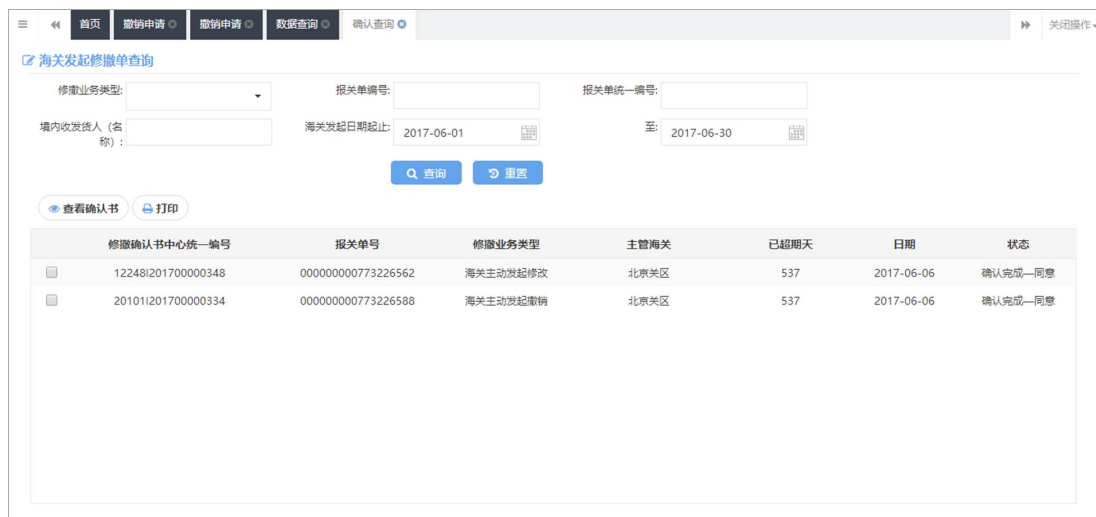 首页 撤销申请 撤销申请 数据查询 确认查询 关闭操作
海关发起修撤单查询
修撤业务类型: 报关单编号: 报关单统一编号:
境内收发货人（名称）: 海关发起日期起止: 2017-06-01 至: 2017-06-30
查询 重置
查看确认书 打印
修撤确认书中心统一编号 报关单号 修撤业务类型 主管海关 已超期天 日期 状态
12248I201700000348 000000000773226562 海关主动发起修改 北京关区 537 2017-06-06 确认完成—同意
20101I201700000334 000000000773226588 海关主动发起撤销 北京关区 537 2017-06-06 确认完成—同意